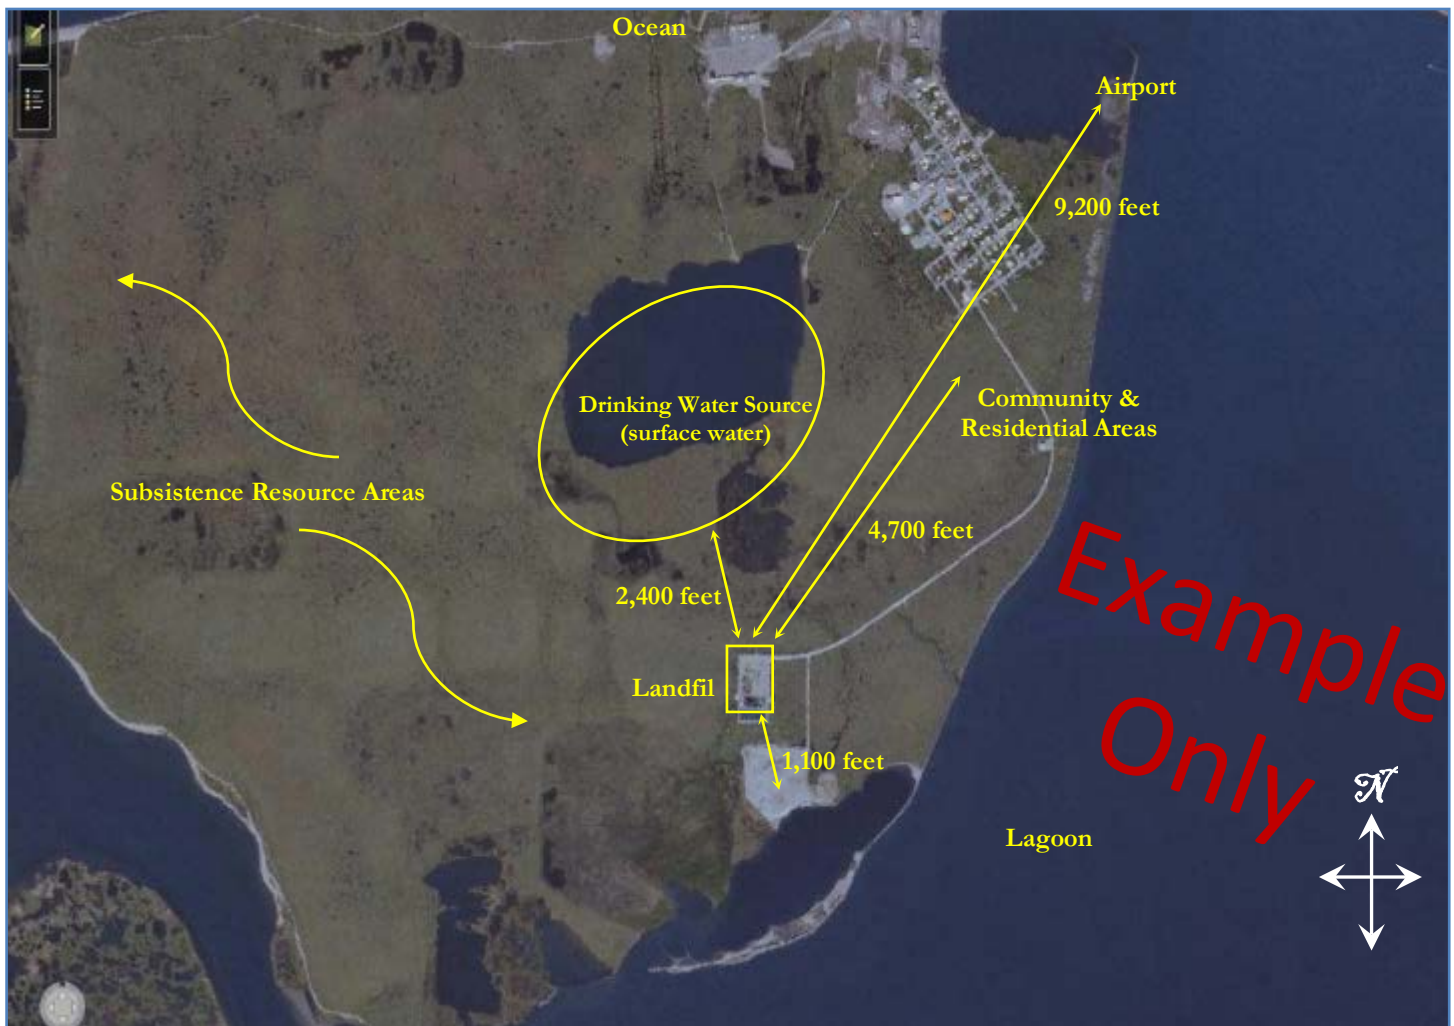 Ocean
Airport
9,200 feet
Drinking Water Source
(surface water)
Community &
Residential Areas
Subsistence Resource Areas
4,700 feet
2,400 feet
Landfil
1,100 feet
Example
Only
N
Lagoon